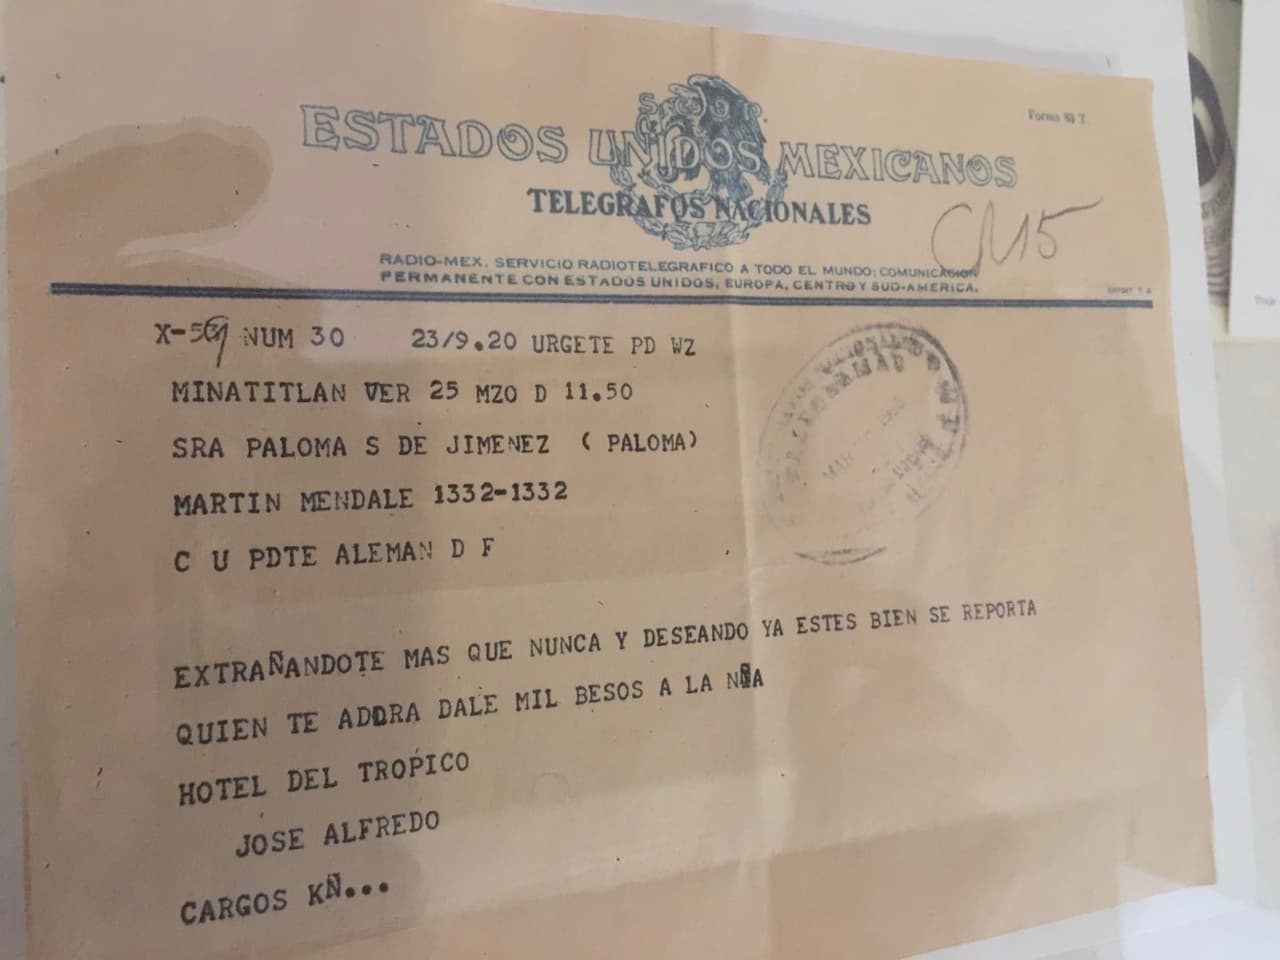 Forma 83 T
ESTADOS UNIDOS MEXICANOS
TELEGRAFOS NACIONALES
RADIO-MEX. SERVICIO RADIOTELEGRAFICO A TODO EL MUNDO; COMUNICACION
PERMANENTE CON ESTADOS UNIDOS, EUROPA, CENTRO Y SUD-AMERICA.
NUM 30 23/9.20 URGETE PD WZ
MINATITLAN VER 25 MZO D 11.50
SRA PALOMA S DE JIMENEZ ( PALOMA)
MARTIN MENDALE 1332-1332
C U PDTE ALEMAN D F
EXTRAÑANDOTE MAS QUE NUNCA Y DESEANDO YA ESTES BIEN SE REPORTA
QUIEN TE ADORA DALE MIL BESOS A LA
HOTEL DEL TROPICO
JOSE ALFREDO
CARGOS KÑ...